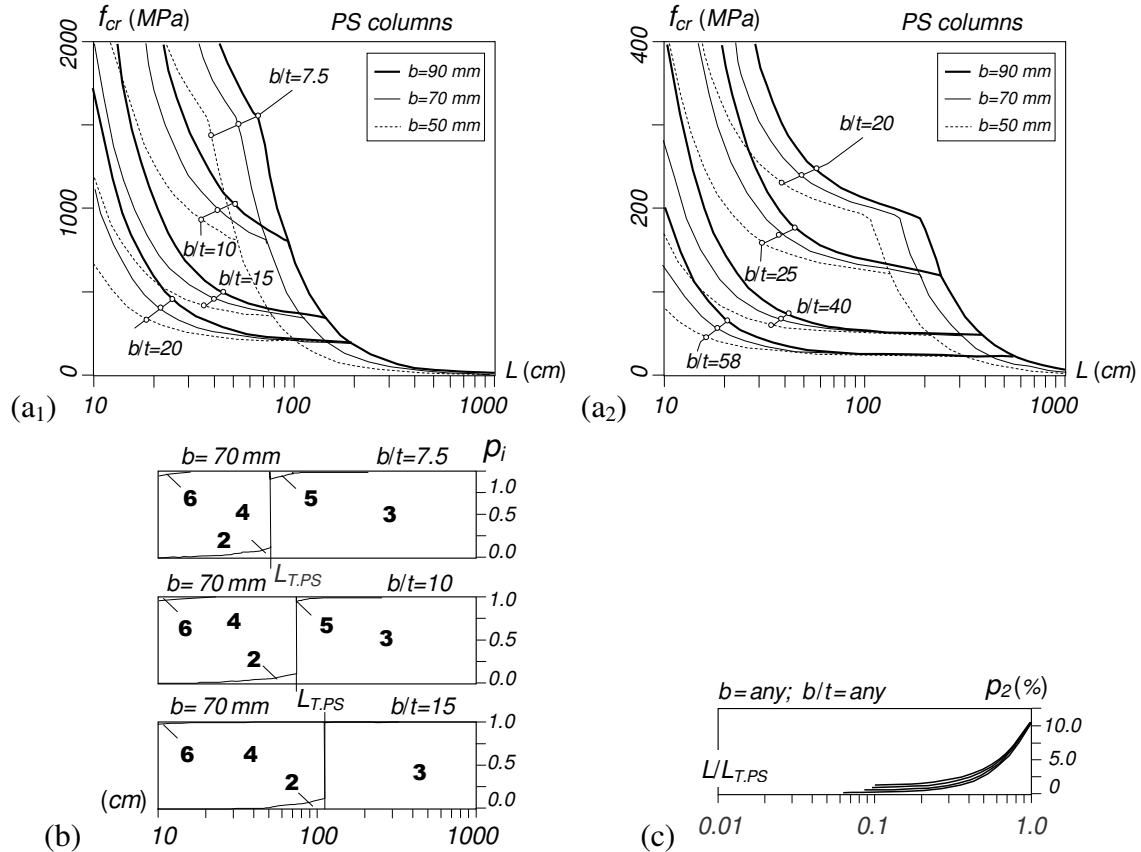 f_cr (MPa) PS columns
2000
b=90 mm
b=70 mm
b=50 mm
b/t=7.5
1000
b/t=10
b/t=15
b/t=20
0
L (cm)
10 100 1000
(a₁)
f_cr (MPa) PS columns
400
b=90 mm
b=70 mm
b=50 mm
b/t=20
200
b/t=25
b/t=40
b/t=58
0
L (cm)
10 100 1000
(a₂)
b= 70 mm b/t=7.5 p_i
6 4 2 5 3
1.0
0.5
0.0
L_T.PS
b= 70 mm b/t=10
6 4 2 5 3
1.0
0.5
0.0
L_T.PS
b= 70 mm b/t=15
6 4 2 3
1.0
0.5
0.0
(cm)
10 100 1000
(b)
b=any; b/t=any p₂(%)
10.0
5.0
0
L/L_T.PS
0.01 0.1 1.0
(c)